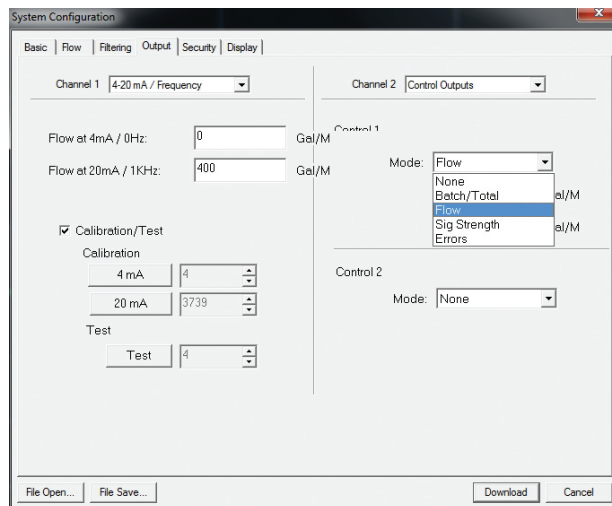 System Configuration
Basic Flow Filtering Output Security Display
Channel 1 4-20 mA / Frequency
Flow at 4mA / 0Hz: 0 Gal/M
Flow at 20mA / 1KHz: 400 Gal/M
Calibration/Test
Calibration
4 mA 4
20 mA 3739
Test
Test 4
Channel 2 Control Outputs
Control 1
Mode: Flow
None
Batch/Total
Flow
Sig Strength
Errors
al/M
al/M
Control 2
Mode: None
File Open... File Save... Download Cancel